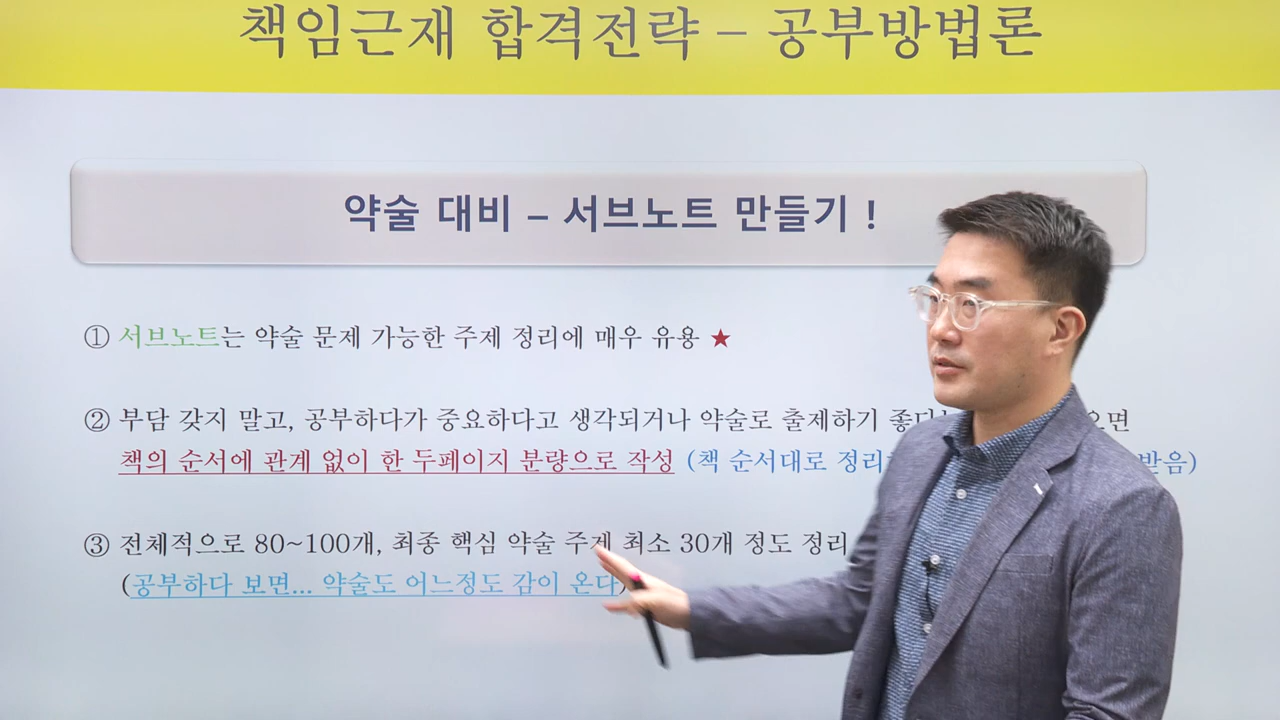 책임근재 합격전략 – 공부방법론
약술 대비 – 서브노트 만들기 !
① 서브노트는 약술 문제 가능한 주제 정리에 매우 유용 ★
② 부담 갖지 말고, 공부하다가 중요하다고 생각되거나 약술로 출제하기
책의 순서에 관계 없이 한 두페이지 분량으로 작성 (책 순서대로 받음)
③ 전체적으로 80~100개, 최종 핵심 약술 주제 최소 30개 정도 정리
(공부하다 보면... 약술도 어느정도 감이 온다)